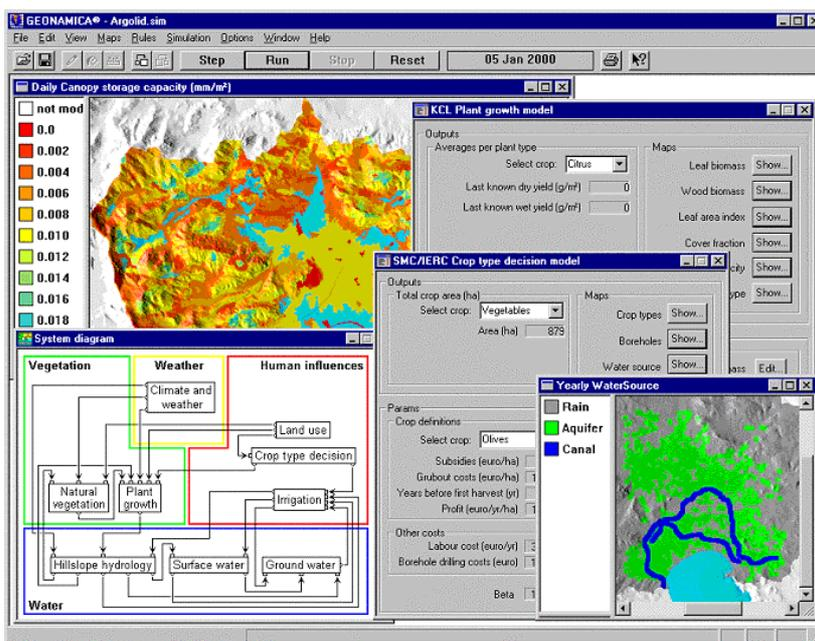 GEONAMICA® - Argolid.sim
File Edit View Maps Rules Simulation Options Window Help
Step Run Stop Reset 05 Jan 2000
Daily Canopy storage capacity (mm/m²)
not mod
0.0
0.002
0.004
0.006
0.008
0.010
0.012
0.014
0.016
0.018
KCL Plant growth model
Outputs
Averages per plant type
Select crop: Citrus
Last known dry yield (g/m²) 0
Last known wet yield (g/m²) 0
Maps
Leaf biomass Show...
Wood biomass Show...
Leaf area index Show...
Cover fraction Show...
Show...
Show...
Edit...
SMC/IERC Crop type decision model
Outputs
Total crop area (ha)
Select crop: Vegetables
Area (ha) 879
Maps
Crop types Show...
Boreholes Show...
Water source Show...
Params
Crop definitions
Select crop: Olives
Subsidies (euro/ha)
Grubout costs (euro/ha) 1
Years before first harvest (yr)
Profit (euro/yr/ha) 1
Other costs
Labour cost (euro/yr) 3
Borehole drilling costs (euro) 1
Beta 1
System diagram
Vegetation
Weather
Human influences
Climate and weather
Land use
Crop type decision
Natural vegetation
Plant growth
Irrigation
Hillslope hydrology
Surface water
Ground water
Water
Yearly WaterSource
Rain
Aquifer
Canal